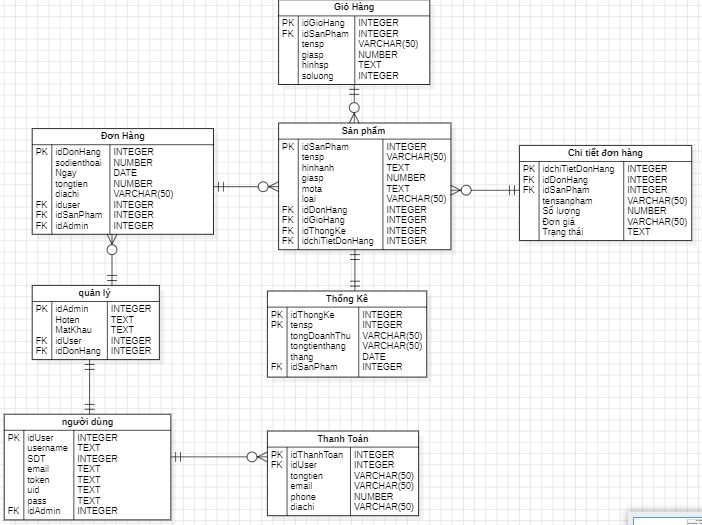 Giỏ Hàng
PK idGioHang INTEGER
FK idSanPham INTEGER
tensp VARCHAR(50)
giasp NUMBER
hinhsp TEXT
soluong INTEGER
Đơn Hàng
PK idDonHang INTEGER
sodienthoai NUMBER
Ngay DATE
tongtien NUMBER
diachi VARCHAR(50)
FK iduser INTEGER
FK idSanPham INTEGER
FK idAdmin INTEGER
Sản phẩm
PK idSanPham INTEGER
tensp VARCHAR(50)
hinhanh TEXT
giasp NUMBER
mota TEXT
loai VARCHAR(50)
FK idDonHang INTEGER
FK idGioHang INTEGER
FK idThongKe INTEGER
FK idchiTietDonHang INTEGER
Chi tiết đơn hàng
PK idchiTietDonHang INTEGER
FK idDonHang INTEGER
FK idSanPham INTEGER
tensanpham VARCHAR(50)
Số lượng NUMBER
Đơn giá VARCHAR(50)
Trạng thái TEXT
quản lý
PK idAdmin INTEGER
Hoten TEXT
MatKhau TEXT
FK idUser INTEGER
FK idDonHang INTEGER
Thống Kê
PK idThongKe INTEGER
PK tensp INTEGER
tongDoanhThu VARCHAR(50)
tongtienthang VARCHAR(50)
thang DATE
FK idSanPham INTEGER
người dùng
PK idUser INTEGER
username TEXT
SDT INTEGER
email TEXT
token TEXT
uid TEXT
pass TEXT
FK idAdmin INTEGER
Thanh Toán
PK idThanhToan INTEGER
FK idUser INTEGER
tongtien VARCHAR(50)
email VARCHAR(50)
phone NUMBER
diachi VARCHAR(50)